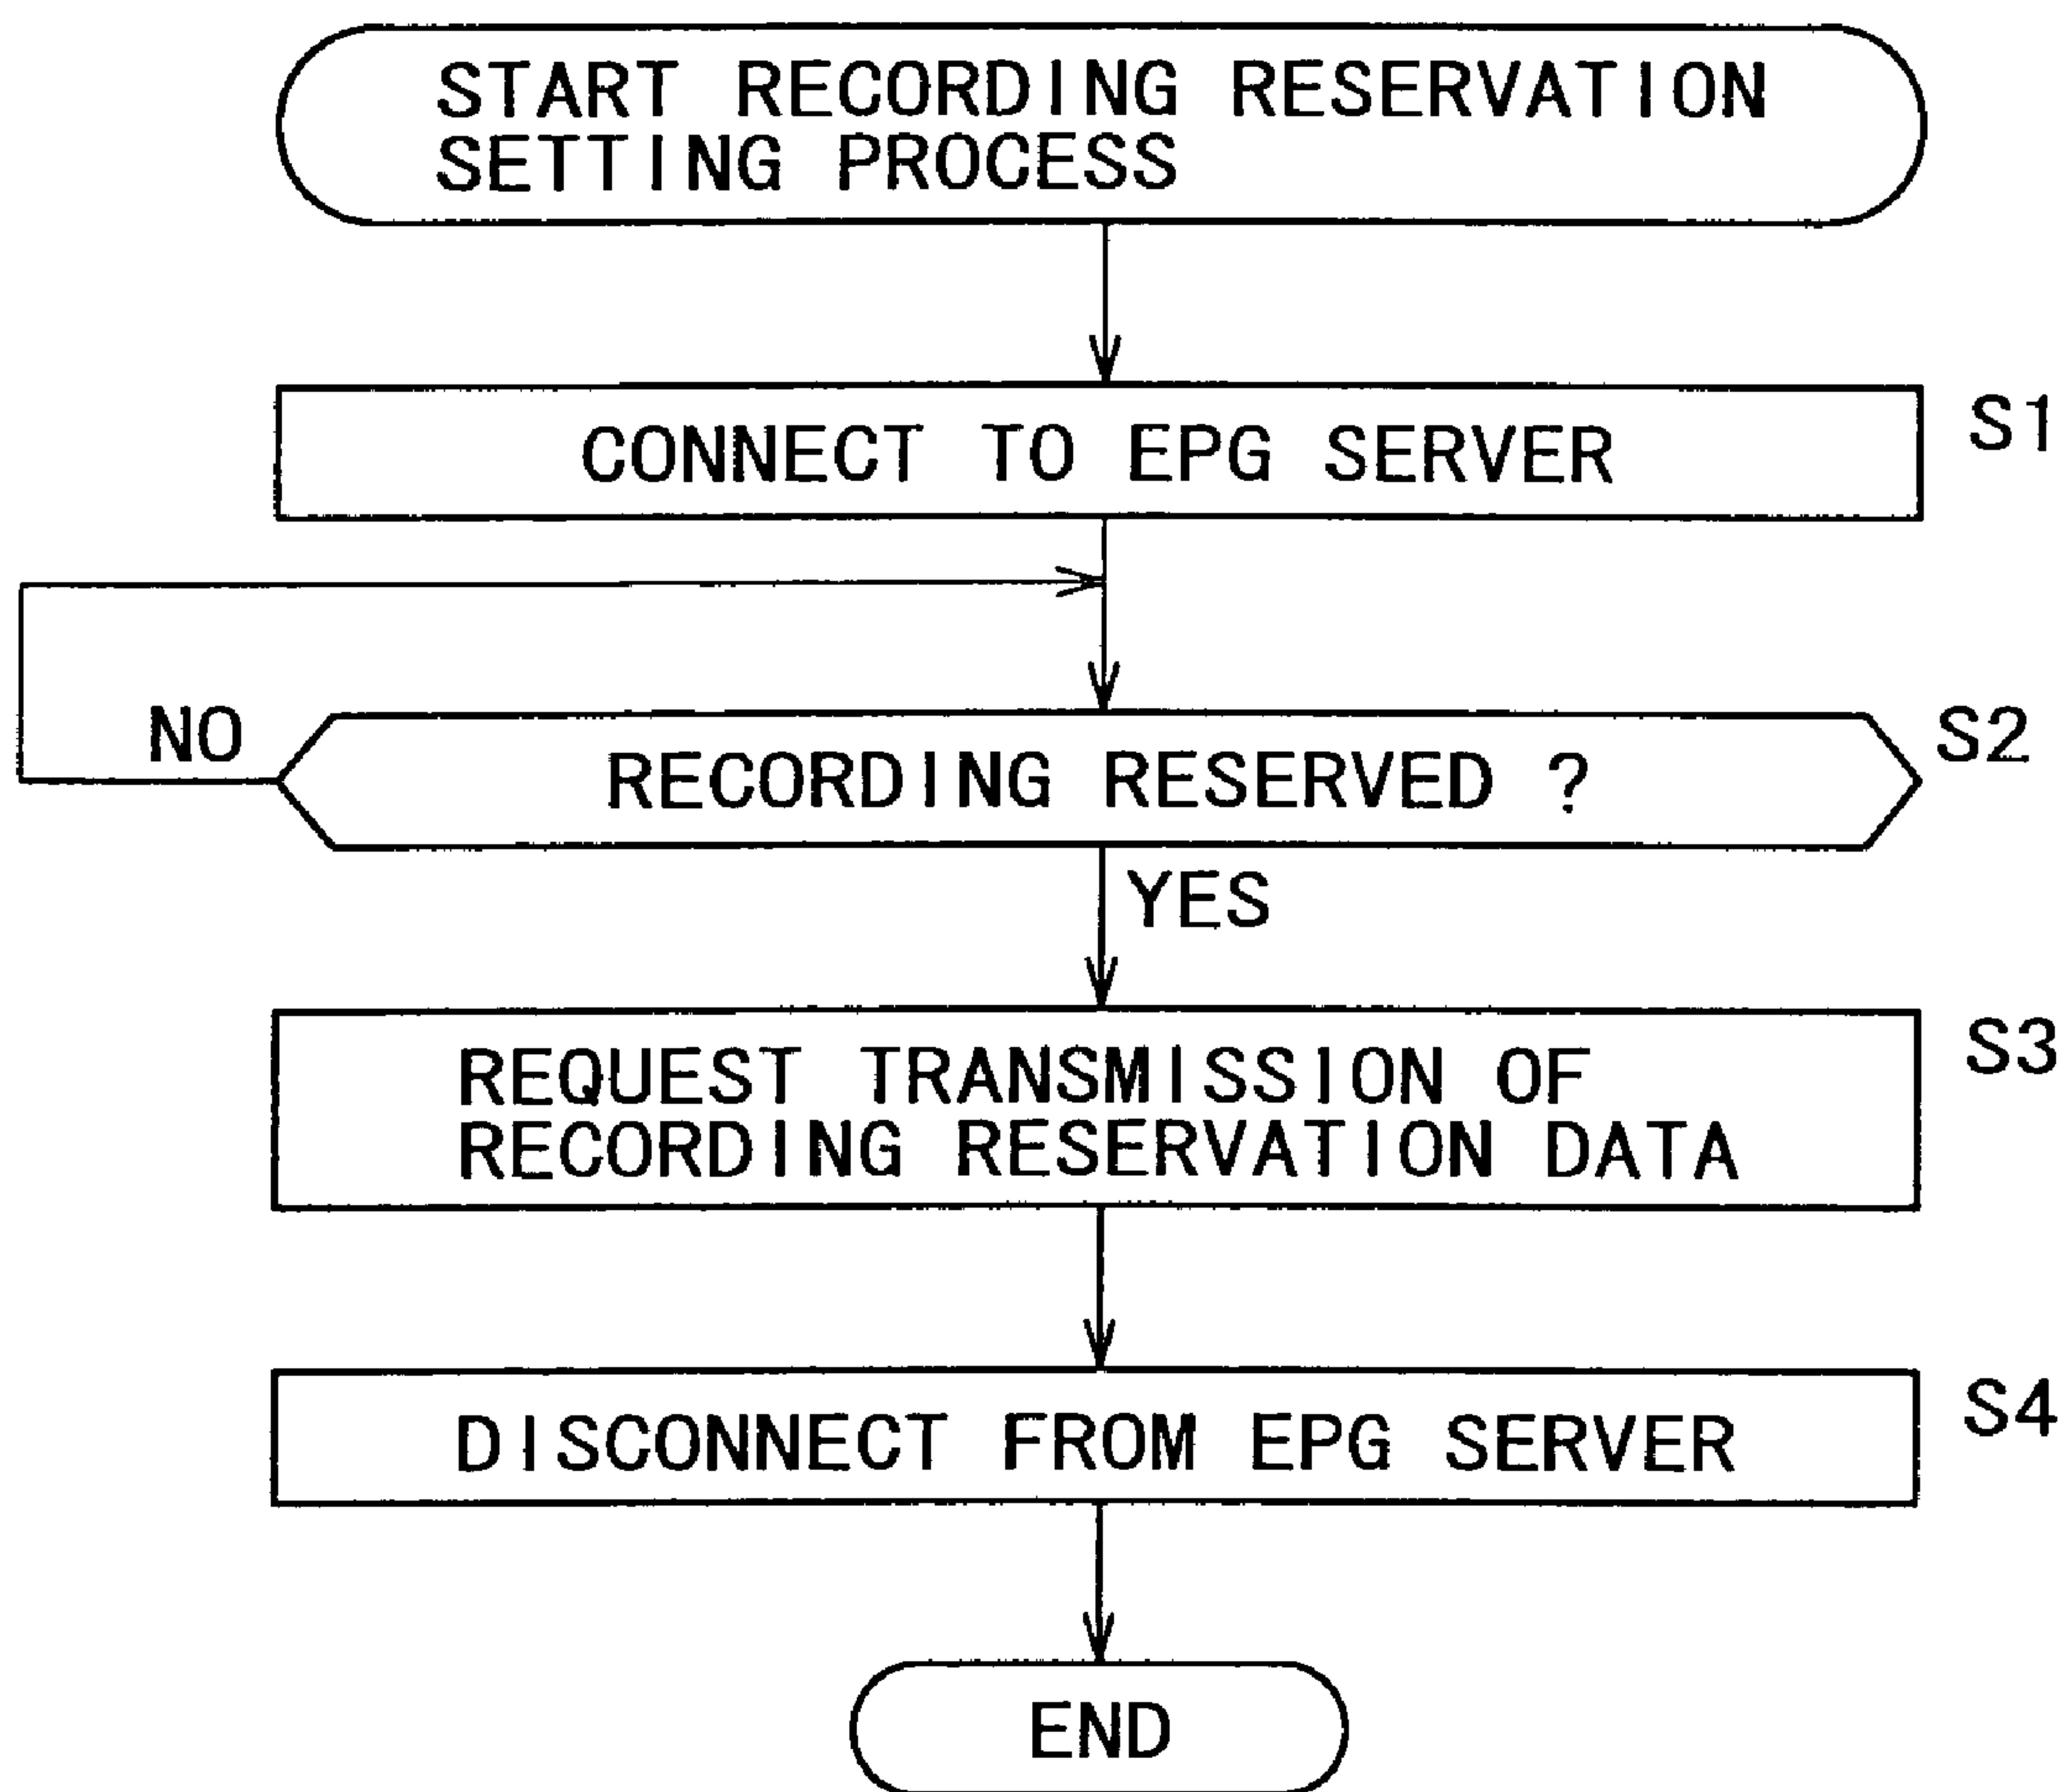 START RECORDING RESERVATION
SETTING PROCESS
CONNECT TO EPG SERVER
S1
NO
RECORDING RESERVED ?
S2
YES
REQUEST TRANSMISSION OF
RECORDING RESERVATION DATA
S3
DISCONNECT FROM EPG SERVER
S4
END